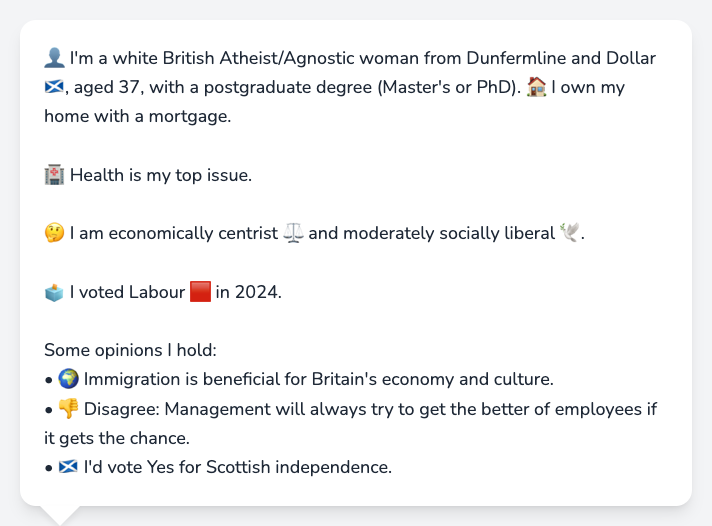 👤 I'm a white British Atheist/Agnostic woman from Dunfermline and Dollar
🏴󠁧󠁢󠁳󠁣󠁴󠁿, aged 37, with a postgraduate degree (Master's or PhD). 🏠 I own my
home with a mortgage.
🏥 Health is my top issue.
🤔 I am economically centrist ⚖️ and moderately socially liberal 🕊️.
🗳️ I voted Labour 🟥 in 2024.
Some opinions I hold:
• 🌍 Immigration is beneficial for Britain's economy and culture.
• 👎 Disagree: Management will always try to get the better of employees if
it gets the chance.
• 🏴󠁧󠁢󠁳󠁣󠁴󠁿 I'd vote Yes for Scottish independence.